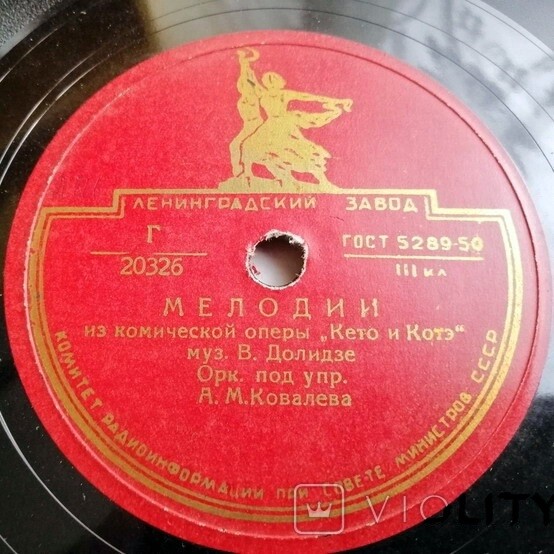 ЛЕНИНГРАДСКИЙ ЗАВОД
Г
20326
ГОСТ 5289-50
III кл
МЕЛОДИИ
из комической оперы „Кето и Котэ“
муз. В. Долидзе
Орк. под упр.
А. М. Ковалева
КОМИТЕТ РАДИОИНФОРМАЦИИ ПРИ СОВЕТЕ МИНИСТРОВ СССР
VIOLITY